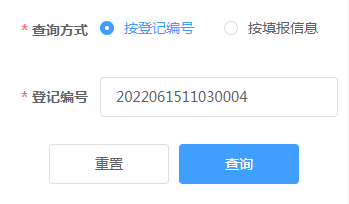 * 查询方式 按登记编号 按填报信息
* 登记编号 2022061511030004
重置 查询